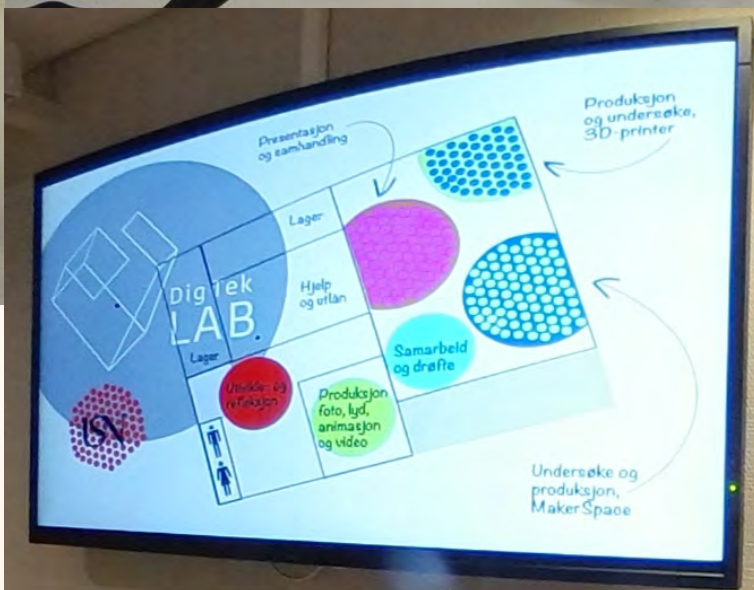 Produksjon
og undersøke,
3D-printer
Presentasjon
og samhandling
Lager
Hjelp
og utlån
DigTek
LAB
Lager
Samarbeid
og drøfte
Utvikle- og
refleksjon
Produksjon
foto, lyd,
animasjon
og video
USN
Undersøke og
produksjon,
MakerSpace